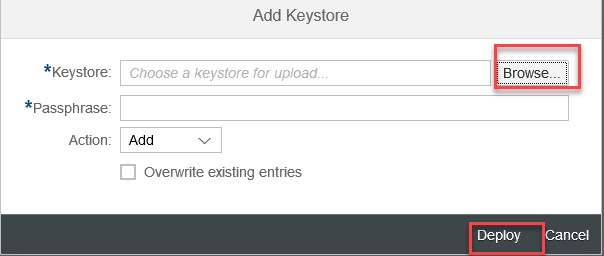 Add Keystore
*Keystore: Choose a keystore for upload... Browse...
*Passphrase:
Action: Add
Overwrite existing entries
Deploy Cancel